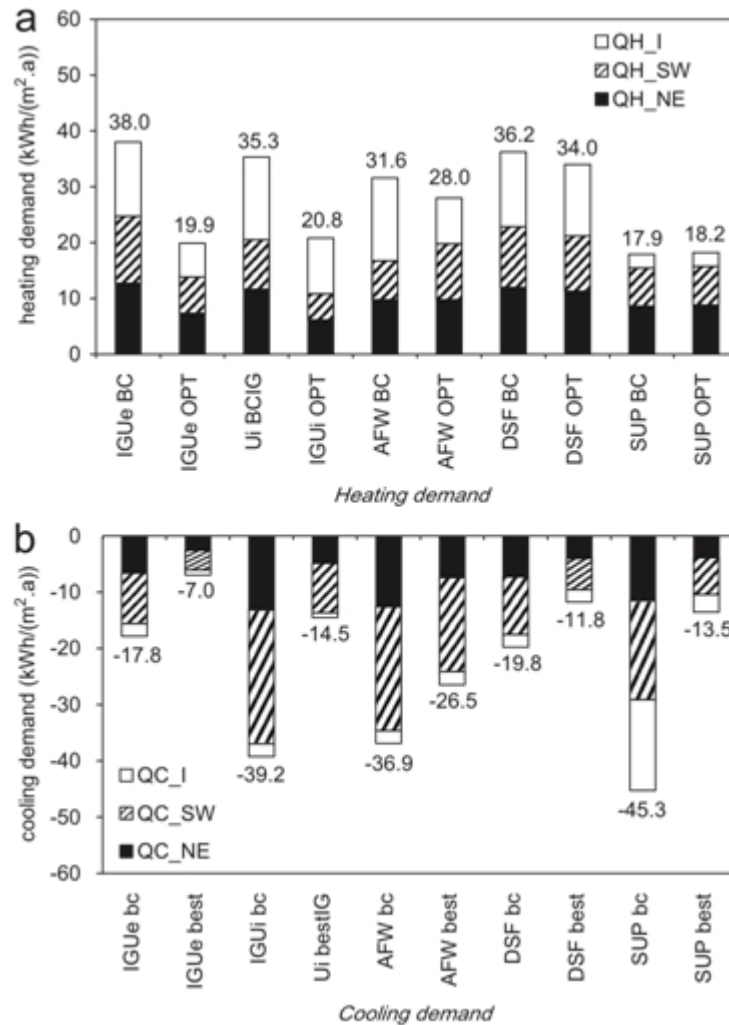 a
60
50
40
30
20
10
0
heating demand (kWh/(m².a))
QH_I
QH_SW
QH_NE
38.0
19.9
35.3
20.8
31.6
28.0
36.2
34.0
17.9
18.2
IGUe BC
IGUe OPT
Ui BCIG
IGUi OPT
AFW BC
AFW OPT
DSF BC
DSF OPT
SUP BC
SUP OPT
Heating demand
b
0
-10
-20
-30
-40
-50
-60
cooling demand (kWh/(m².a))
-17.8
-7.0
-39.2
-14.5
-36.9
-26.5
-19.8
-11.8
-45.3
-13.5
QC_I
QC_SW
QC_NE
IGUe bc
IGUe best
IGUi bc
Ui bestIG
AFW bc
AFW best
DSF bc
DSF best
SUP bc
SUP best
Cooling demand